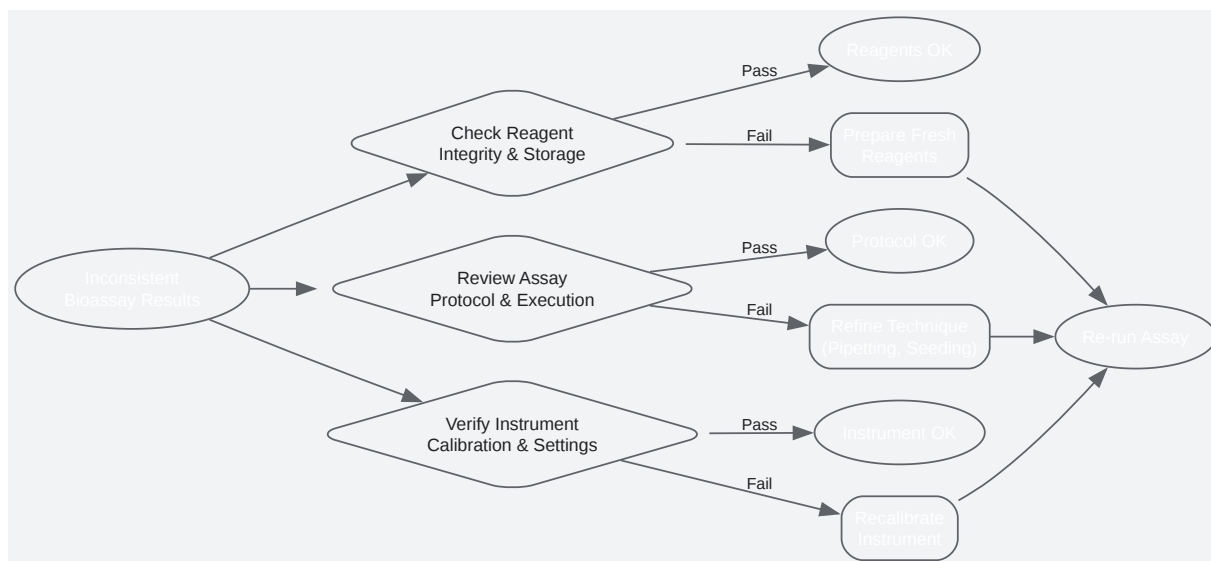 Inconsistent
Bioassay Results
Check Reagent
Integrity & Storage
Pass
Reagents OK
Fail
Prepare Fresh
Reagents
Review Assay
Protocol & Execution
Pass
Protocol OK
Fail
Refine Technique
(Pipetting, Seeding)
Verify Instrument
Calibration & Settings
Pass
Instrument OK
Fail
Recalibrate
Instrument
Re-run Assay